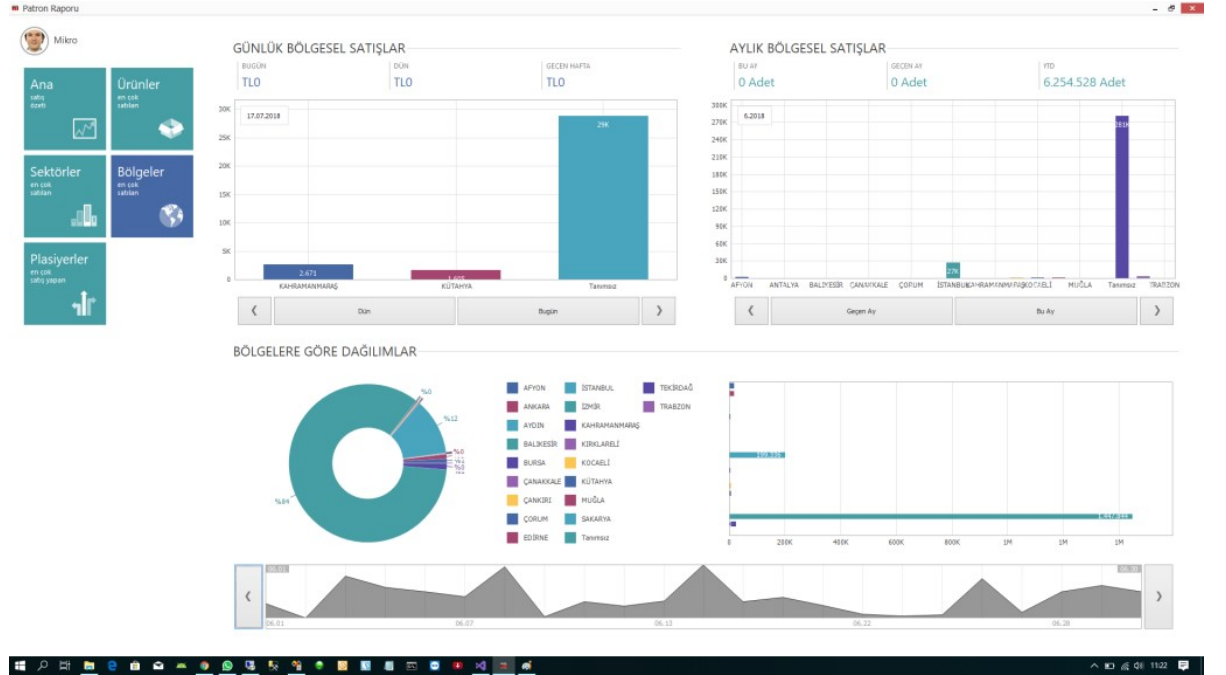 Patron Raporu
Mikro
Ana
satış
özeti
Ürünler
en çok
satılan
Sektörler
en çok
satılan
Bölgeler
en çok
satılan
Plasiyerler
en çok
satış yapan
GÜNLÜK BÖLGESEL SATIŞLAR
BUGÜN DÜN GEÇEN HAFTA
TL0 TL0 TL0
17.07.2018
30K
25K
20K
15K
10K
5K
0
29K
2.671
1.605
KAHRAMANMARAŞ KÜTAHYA Tanımsız
Dün Bugün
AYLIK BÖLGESEL SATIŞLAR
BU AY GEÇEN AY YTD
0 Adet 0 Adet 6.254.528 Adet
6.2018
300K
270K
240K
210K
180K
150K
120K
90K
60K
30K
0
281K
27K
AFYON ANTALYA BALIKESİR ÇANAKKALE ÇORUM İSTANBUL KAHRAMANMARAŞ KOCAELİ MUĞLA Tanımsız TRABZON
Geçen Ay Bu Ay
BÖLGELERE GÖRE DAĞILIMLAR
%0
%12
%0
%84
AFYON İSTANBUL TEKİRDAĞ
ANKARA İZMİR TRABZON
AYDIN KAHRAMANMARAŞ
BALIKESİR KIRKLARELİ
BURSA KOCAELİ
ÇANAKKALE KÜTAHYA
ÇANKIRI MUĞLA
ÇORUM SAKARYA
EDİRNE Tanımsız
0 200K 400K 600K 800K 1M 1M 1M
06.01 06.30
06.01 06.07 06.13 06.22 06.28
11:22